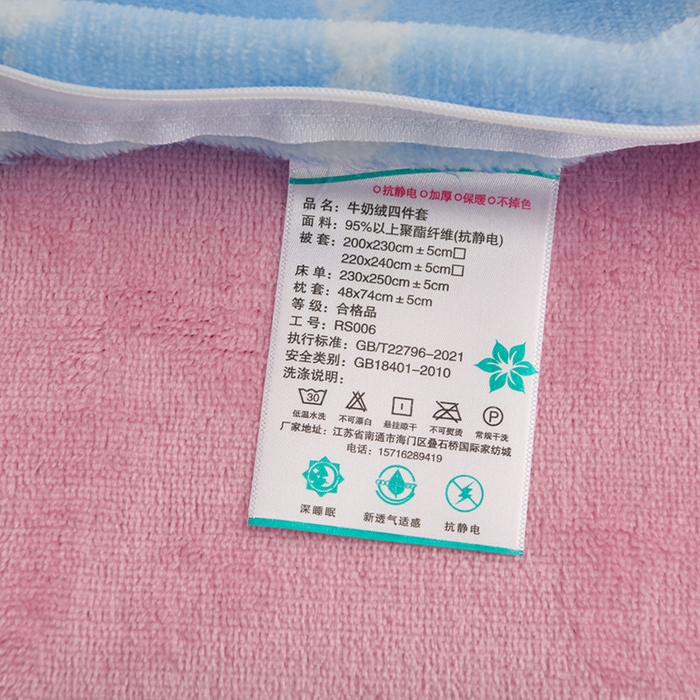 抗静电 加厚 保暖 不掉色
品 名：牛奶绒四件套
面 料：95%以上聚酯纤维(抗静电)
被 套：200x230cm±5cm□
220x240cm±5cm□
床 单：230x250cm±5cm
枕 套：48x74cm±5cm
等 级：合格品
工 号：RS006
执行标准：GB/T22796-2021
安全类别：GB18401-2010
洗涤说明：
30 P
低温水洗 不可漂白 悬挂晾干 不可熨烫 常规干洗
厂家地址：江苏省南通市海门区叠石桥国际家纺城
电话：15716289419
深睡眠 新透气适感 抗静电